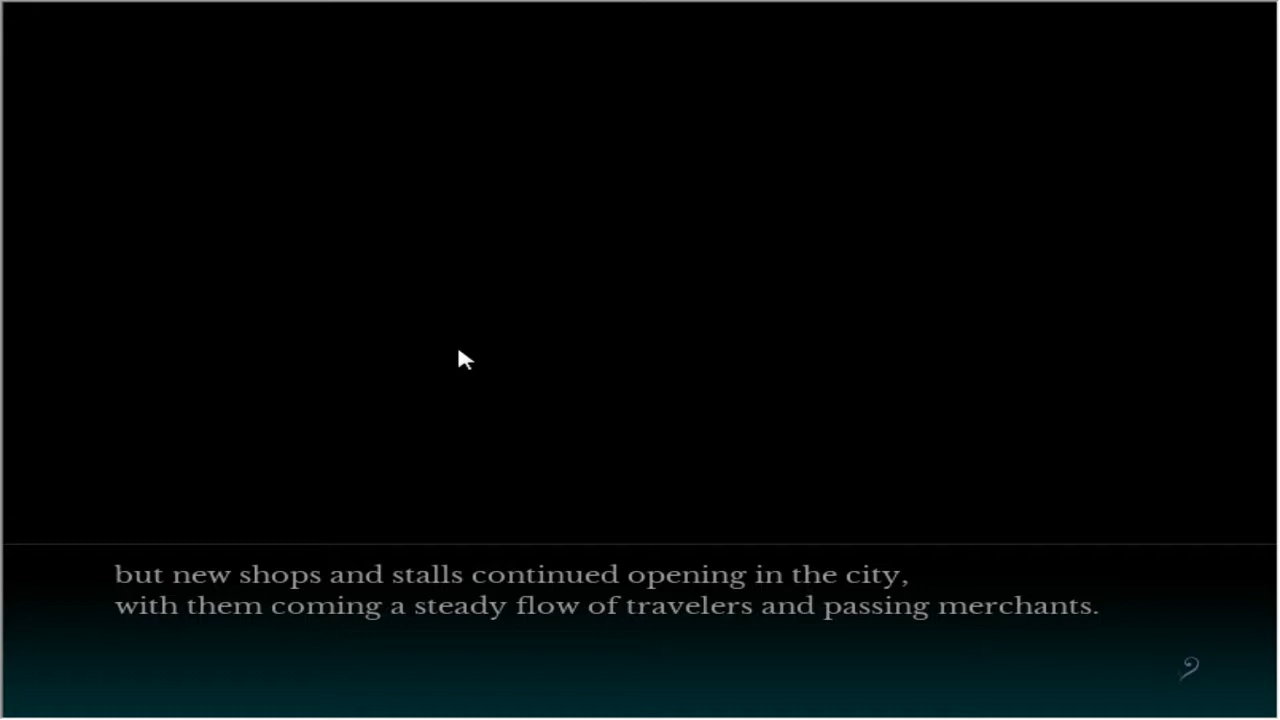 but new shops and stalls continued opening in the city,
with them coming a steady flow of travelers and passing merchants.